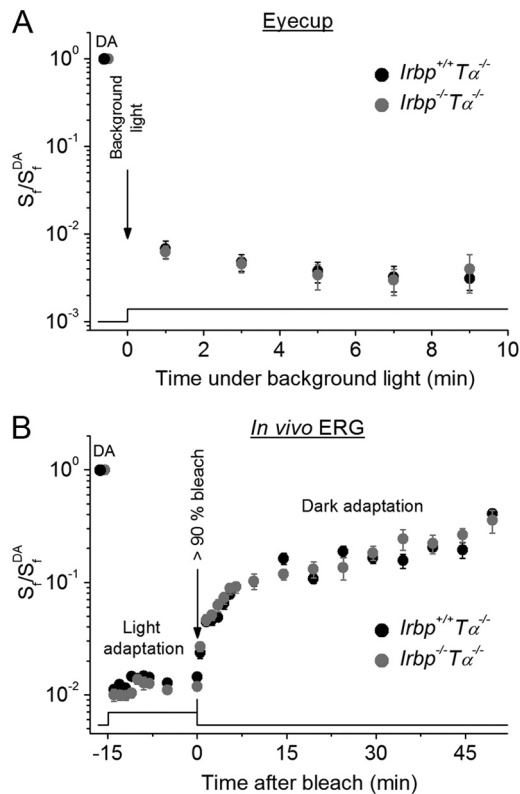 A
Eyecup
DA
Background
light
Irbp+/+Tα-/-
Irbp-/-Tα-/-
Sf/SfDA
10^0
10^-1
10^-2
10^-3
0 2 4 6 8 10
Time under background light (min)
B
In vivo ERG
DA
> 90 % bleach
Dark adaptation
Light
adaptation
Irbp+/+Tα-/-
Irbp-/-Tα-/-
Sf/SfDA
10^0
10^-1
10^-2
-15 0 15 30 45
Time after bleach (min)